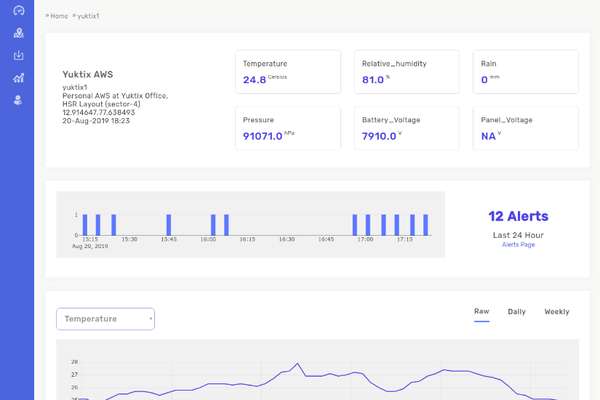 » Home » yuktix1
Yuktix AWS
yuktix1
Personal AWS at Yuktix Office,
HSR Layout (sector-4)
12.914647,77.638493
20-Aug-2019 18:23
Temperature
24.8 Celsius
Relative_humidity
81.0 %
Rain
0 mm
Pressure
91071.0 hPa
Battery_Voltage
7910.0 V
Panel_Voltage
NA V
1
0
15:15 15:30 15:45 16:00 16:15 16:30 16:45 17:00 17:15
Aug 20, 2019
12 Alerts
Last 24 Hour
Alerts Page
Temperature
Raw Daily Weekly
28
27
26
25